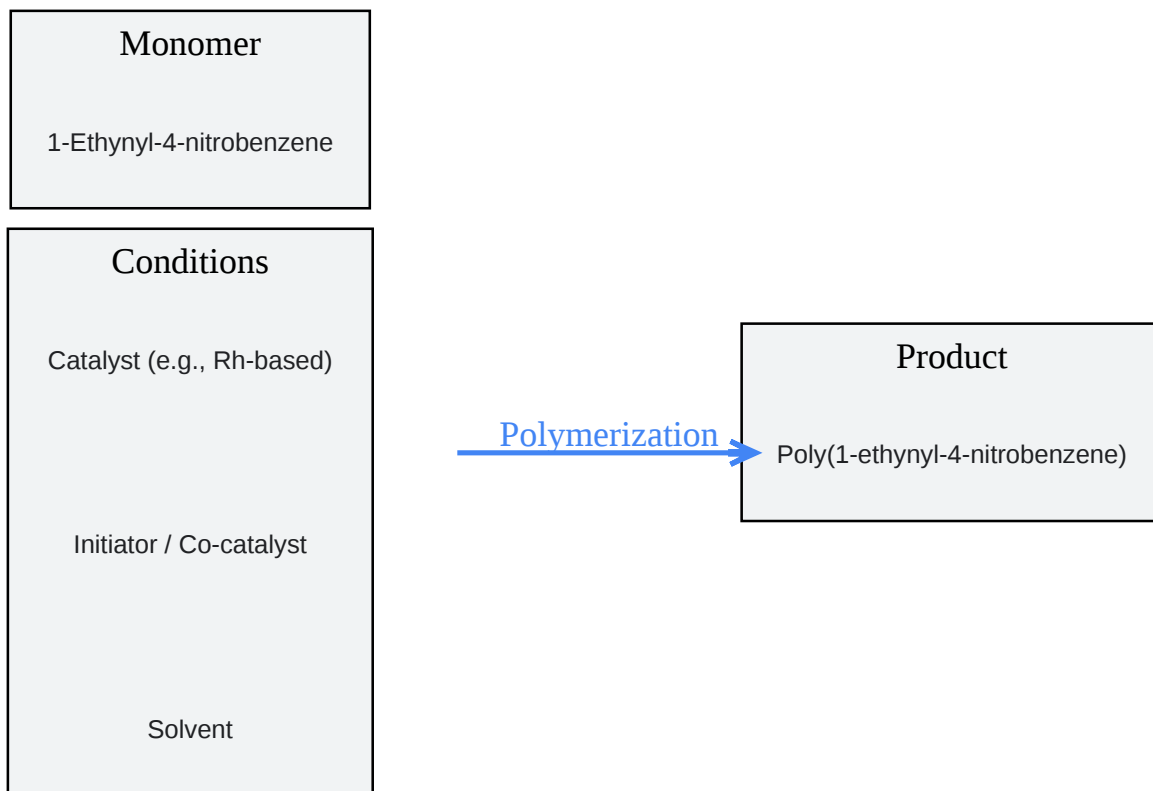 Monomer
1-Ethynyl-4-nitrobenzene
Conditions
Catalyst (e.g., Rh-based)
Initiator / Co-catalyst
Solvent
Polymerization
Product
Poly(1-ethynyl-4-nitrobenzene)